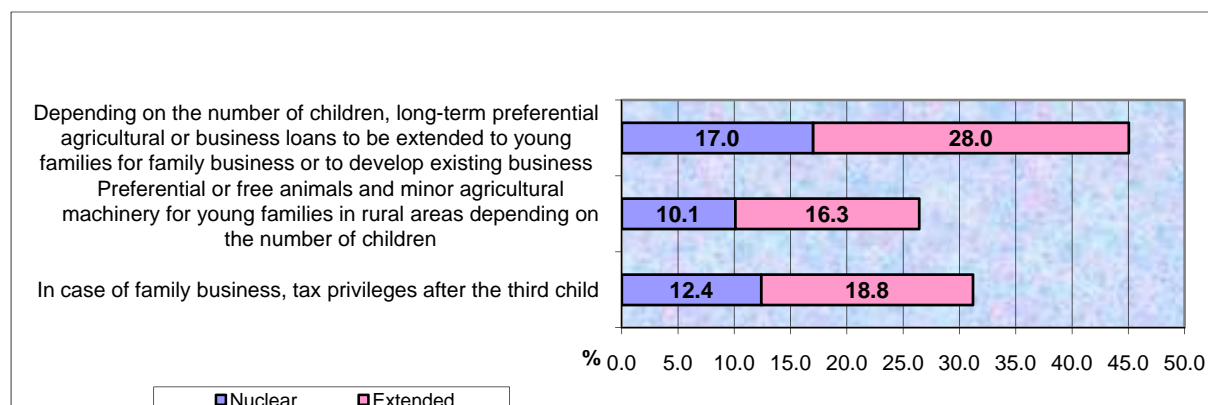 Depending on the number of children, long-term preferential
agricultural or business loans to be extended to young
families for family business or to develop existing business
17.0 28.0
Preferential or free animals and minor agricultural
machinery for young families in rural areas depending on
the number of children
10.1 16.3
In case of family business, tax privileges after the third child
12.4 18.8
% 0.0 5.0 10.0 15.0 20.0 25.0 30.0 35.0 40.0 45.0 50.0
Nuclear Extended